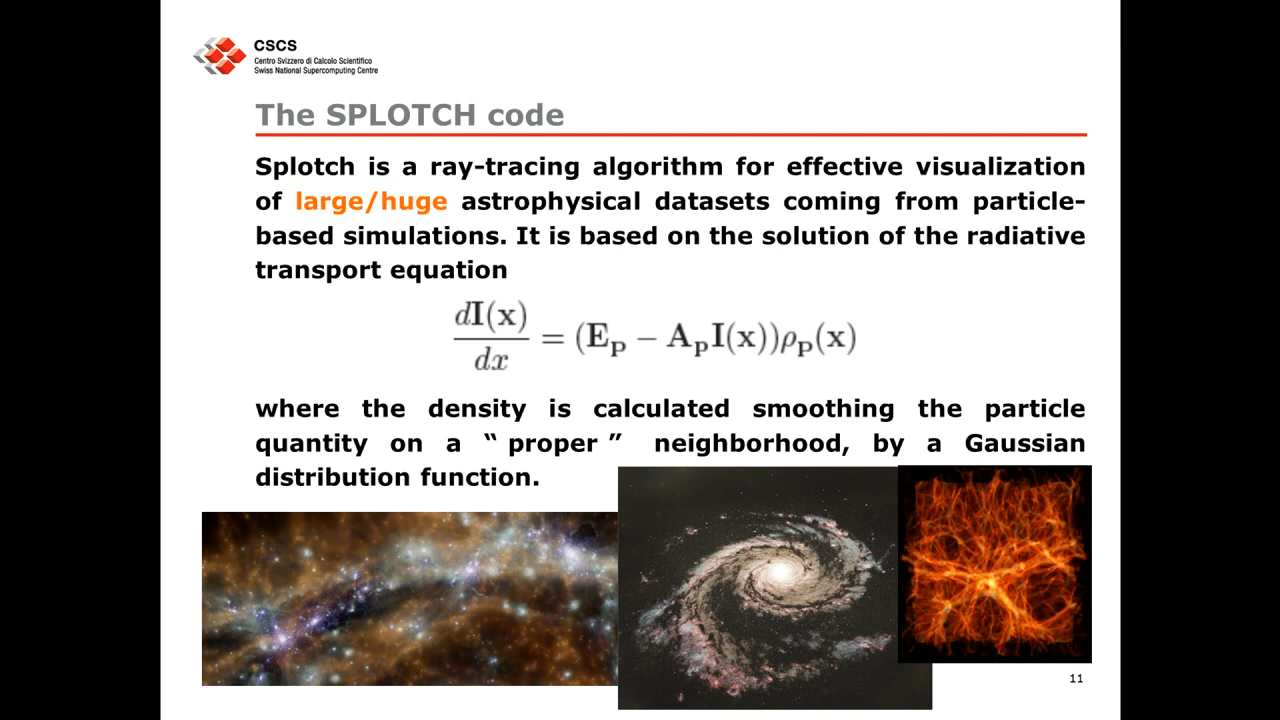 CSCS
Centro Svizzero di Calcolo Scientifico
Swiss National Supercomputing Centre
The SPLOTCH code
Splotch is a ray-tracing algorithm for effective visualization
of large/huge astrophysical datasets coming from particle-
based simulations. It is based on the solution of the radiative
transport equation
dI(x)/dx = (E_p − A_p I(x))ρ_p(x)
where the density is calculated smoothing the particle
quantity on a “ proper ” neighborhood, by a Gaussian
distribution function.
11